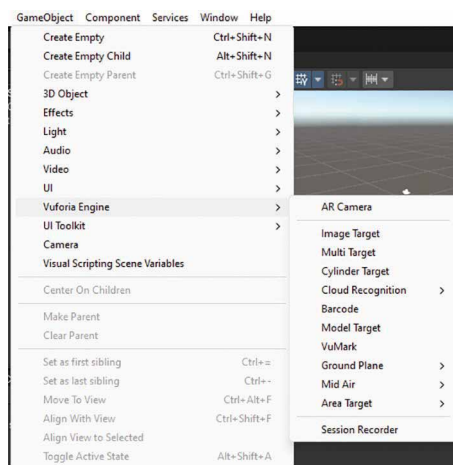 GameObject Component Services Window Help
Create Empty Ctrl+Shift+N
Create Empty Child Alt+Shift+N
Create Empty Parent Ctrl+Shift+G
3D Object >
Effects >
Light >
Audio >
Video >
UI >
Vuforia Engine >
UI Toolkit >
Camera
Visual Scripting Scene Variables
Center On Children
Make Parent
Clear Parent
Set as first sibling Ctrl+=
Set as last sibling Ctrl+-
Move To View Ctrl+Alt+F
Align With View Ctrl+Shift+F
Align View to Selected
Toggle Active State Alt+Shift+A
AR Camera
Image Target
Multi Target
Cylinder Target
Cloud Recognition >
Barcode
Model Target
VuMark
Ground Plane >
Mid Air >
Area Target >
Session Recorder